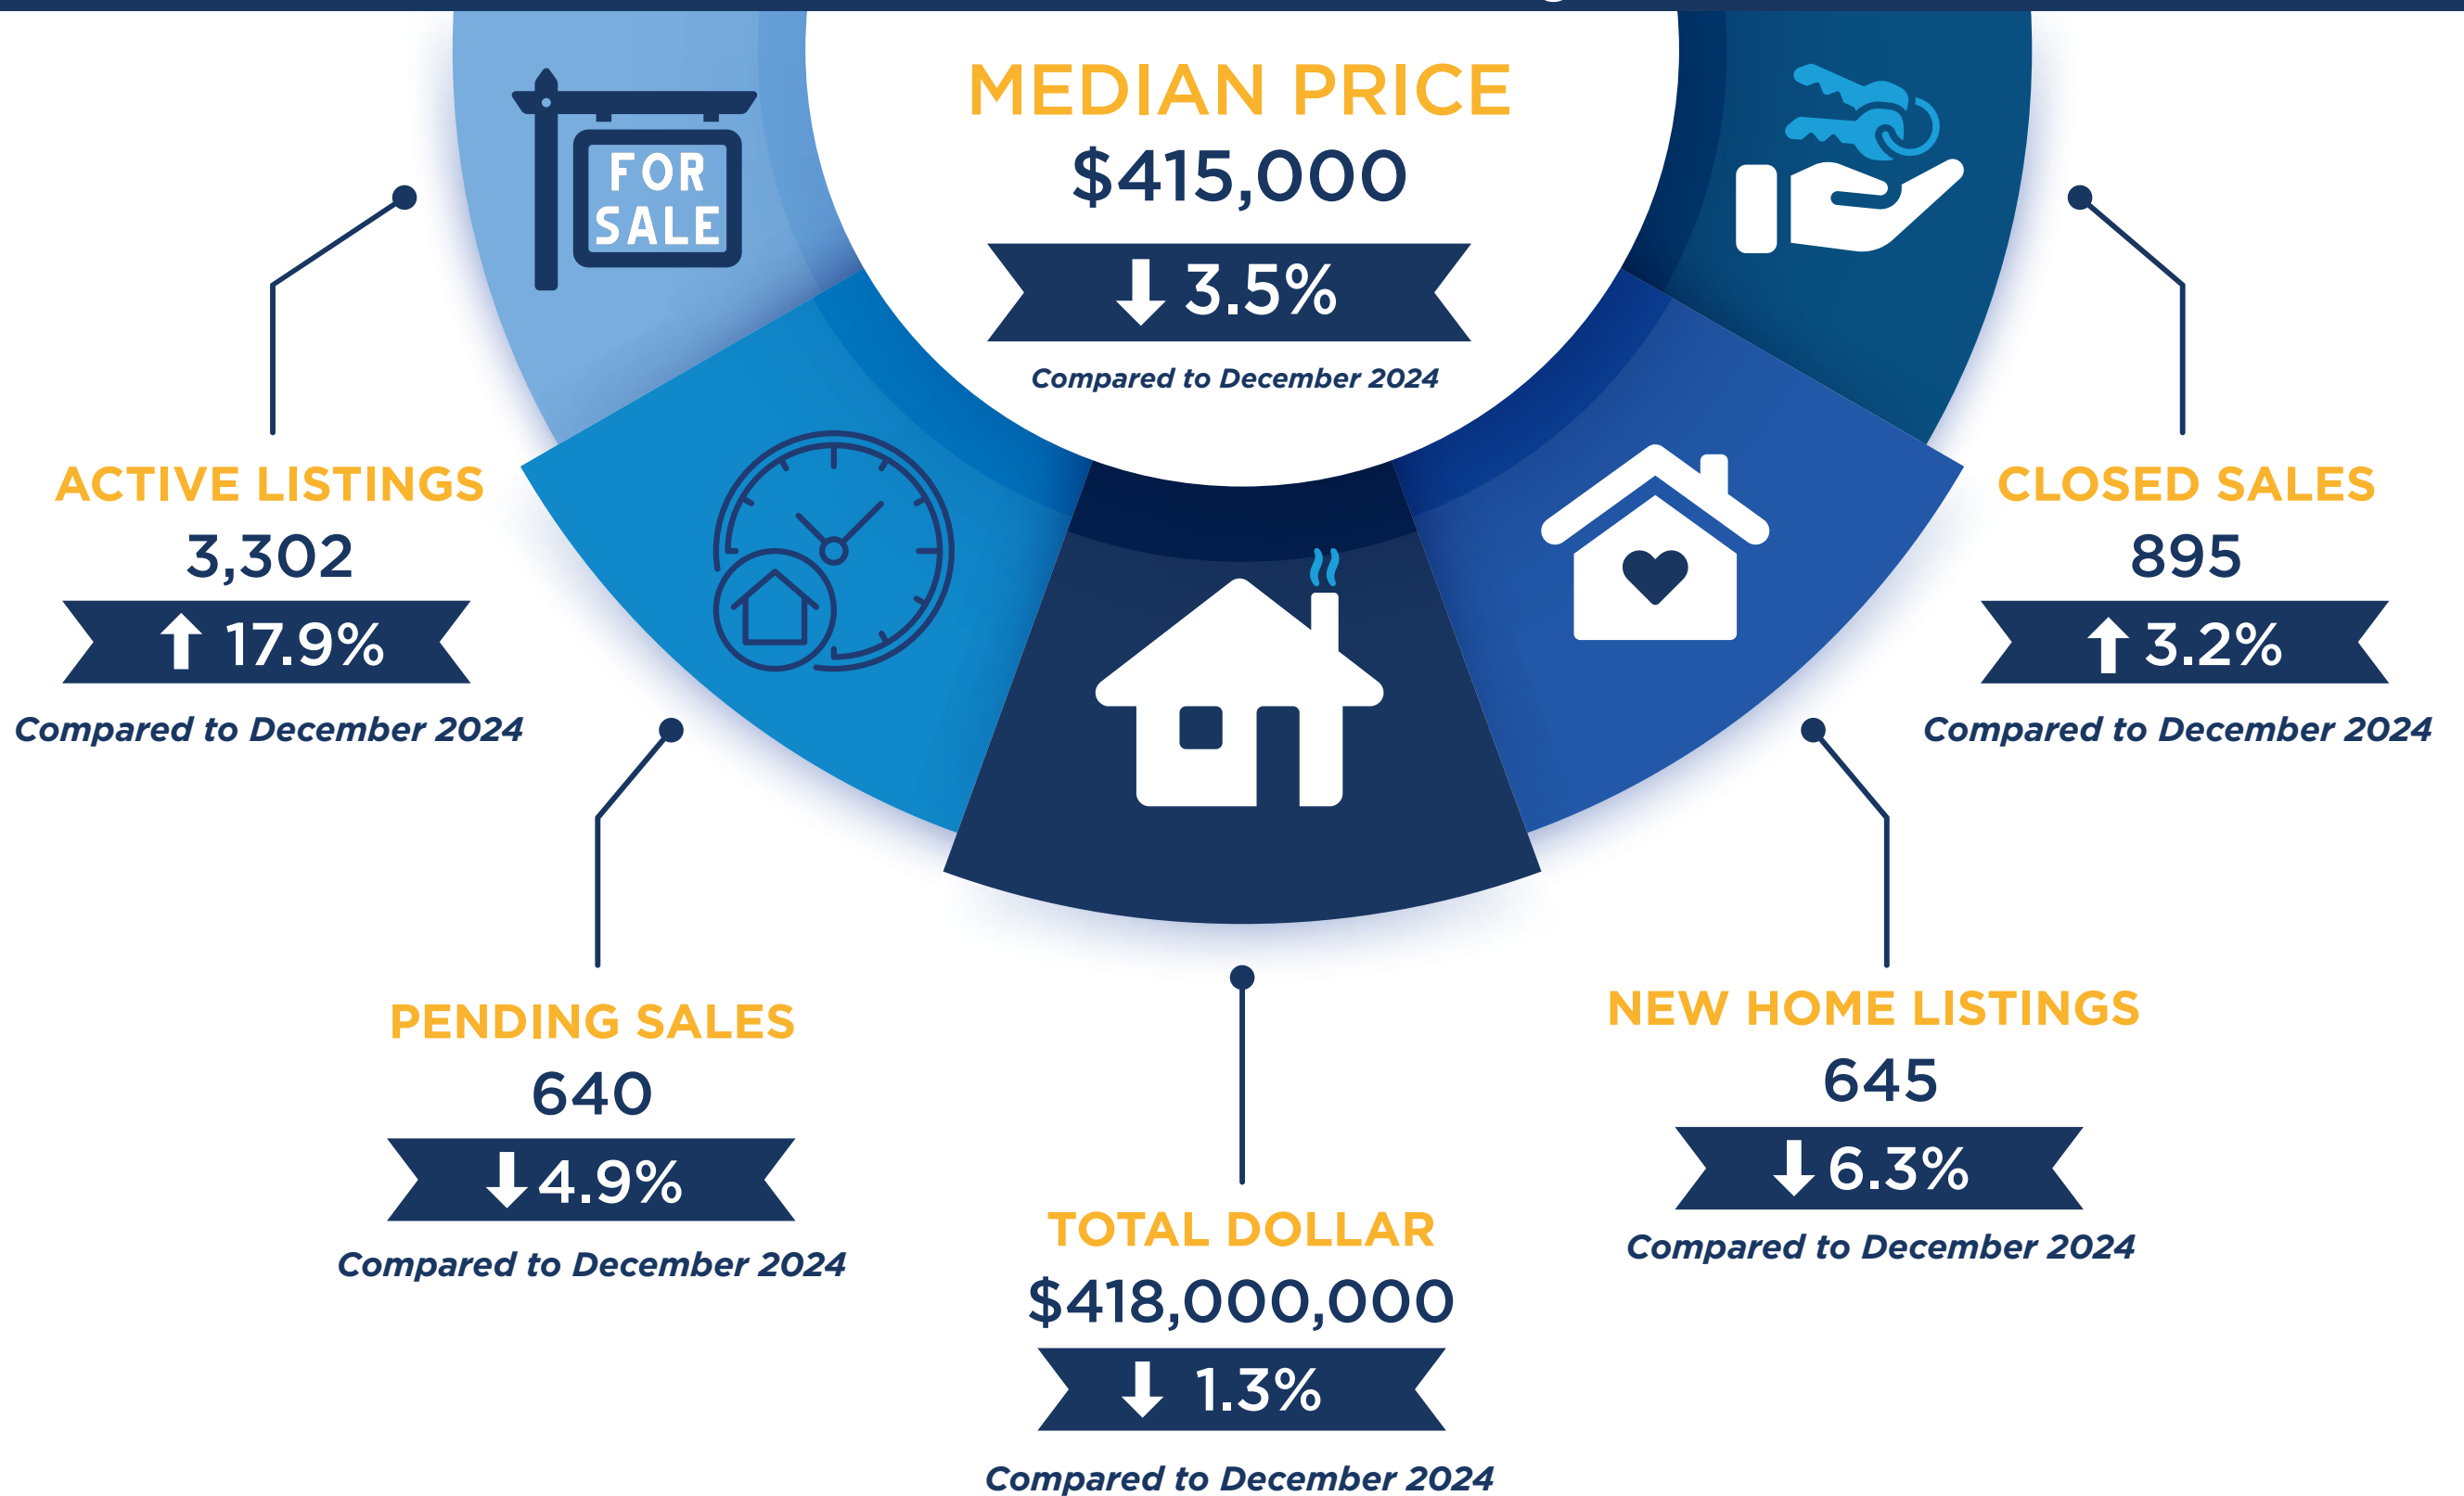 MEDIAN PRICE
$415,000
↓ 3.5%
Compared to December 2024
FOR
SALE
ACTIVE LISTINGS
3,302
↑ 17.9%
Compared to December 2024
CLOSED SALES
895
↑ 3.2%
Compared to December 2024
PENDING SALES
640
↓ 4.9%
Compared to December 2024
NEW HOME LISTINGS
645
↓ 6.3%
Compared to December 2024
TOTAL DOLLAR
$418,000,000
↓ 1.3%
Compared to December 2024